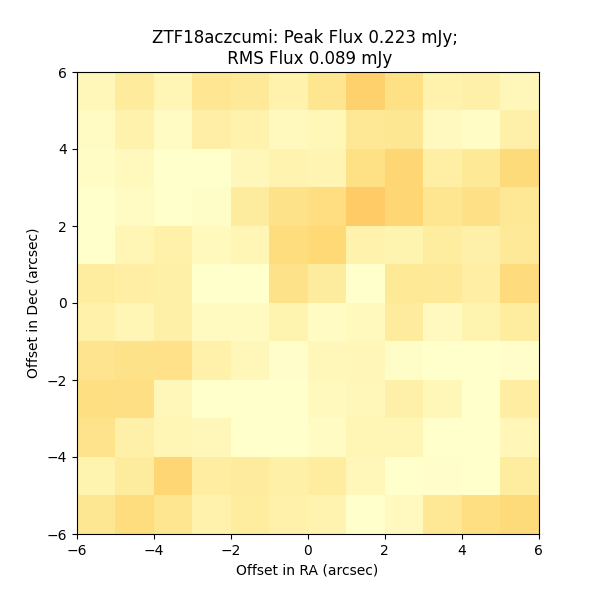 ZTF18aczcumi: Peak Flux 0.223 mJy;
RMS Flux 0.089 mJy
6
4
2
0
−2
−4
−6
Offset in Dec (arcsec)
−6 −4 −2 0 2 4 6
Offset in RA (arcsec)